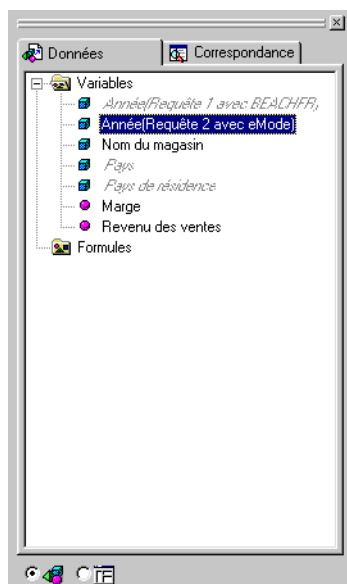 Données
Correspondance
Variables
Année(Requête 1 avec BEACHFR)
Année(Requête 2 avec eMode)
Nom du magasin
Pays
Pays de résidence
Marge
Revenu des ventes
Formules